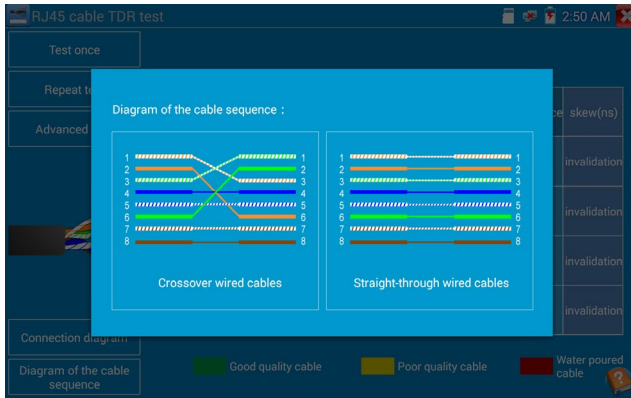 RJ45 cable TDR test
2:50 AM
Test once
Repeat te
Advanced
ce skew(ns)
invalidation
invalidation
invalidation
invalidation
Diagram of the cable sequence :
1 1
2 2
3 3
4 4
5 5
6 6
7 7
8 8
Crossover wired cables
1 1
2 2
3 3
4 4
5 5
6 6
7 7
8 8
Straight-through wired cables
Connection diagram
Diagram of the cable
sequence
Good quality cable
Poor quality cable
Water poured
cable
?